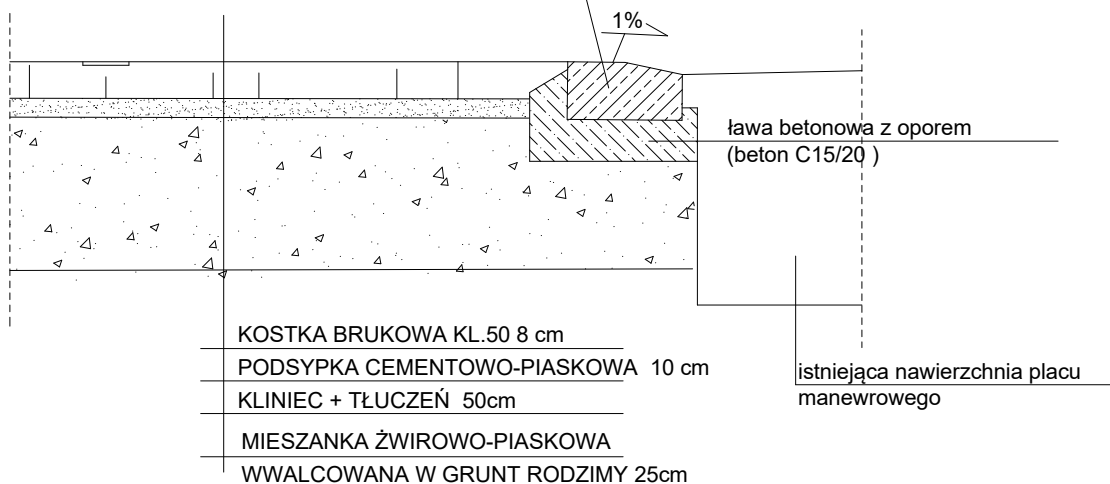 1%
ława betonowa z oporem
(beton C15/20 )
KOSTKA BRUKOWA KL.50 8 cm
PODSYPKA CEMENTOWO-PIASKOWA 10 cm
KLINIEC + TŁUCZEŃ 50cm
MIESZANKA ŻWIROWO-PIASKOWA
WWALCOWANA W GRUNT RODZIMY 25cm
istniejąca nawierzchnia placu
manewrowego